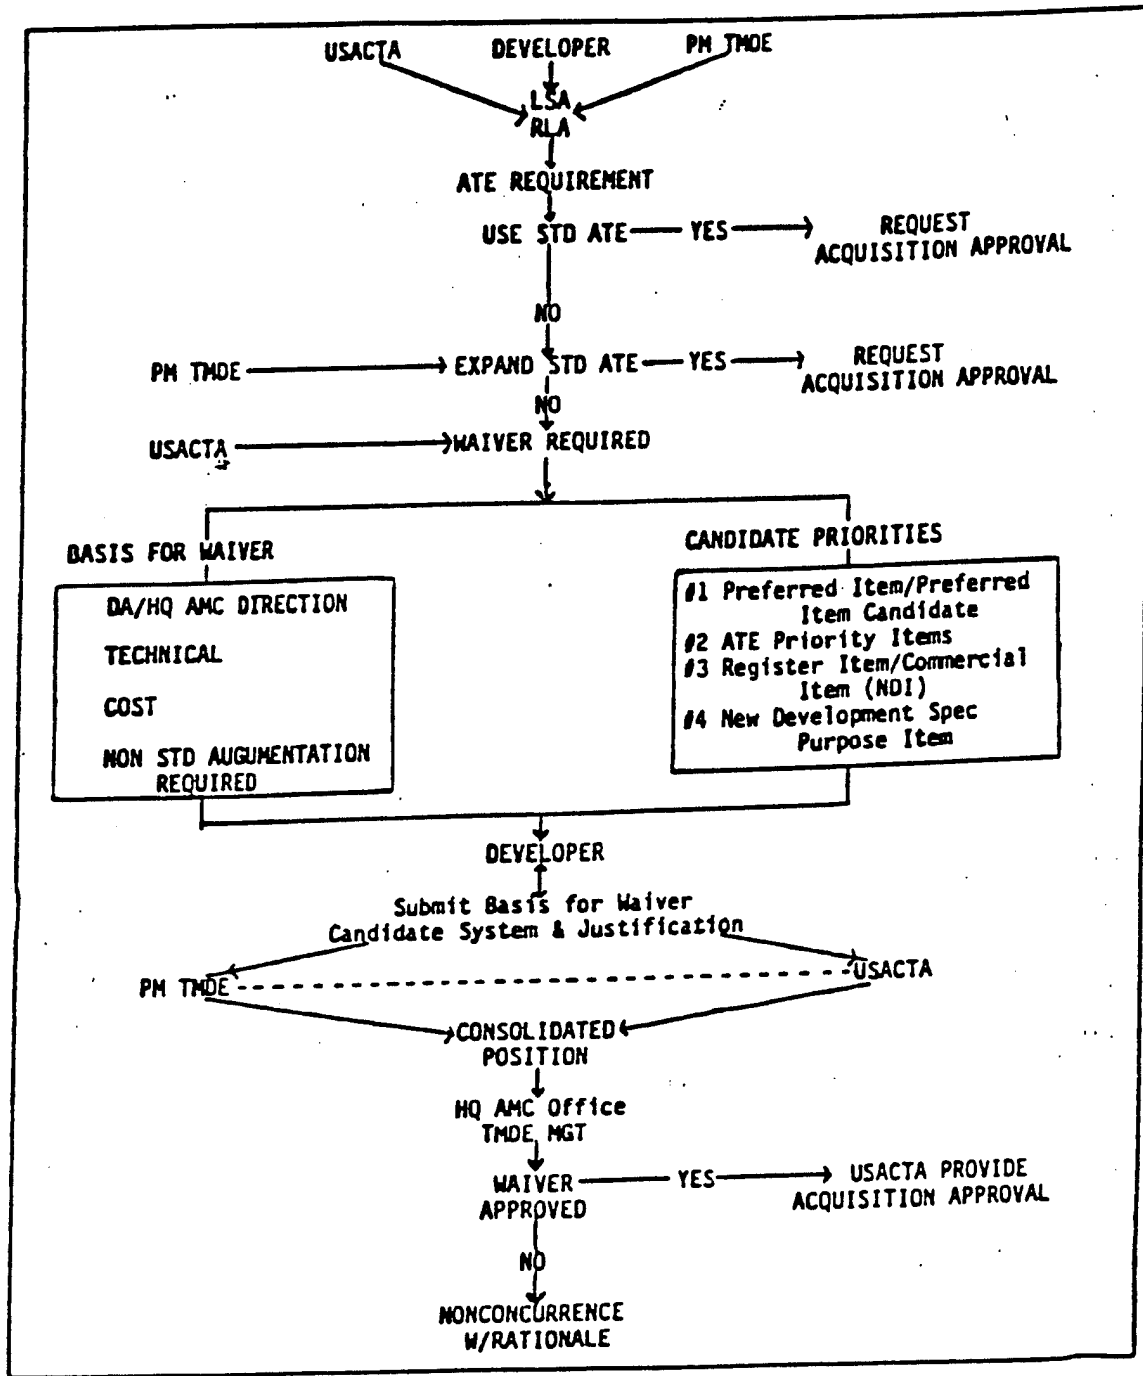 USACTA DEVELOPER PM TMDE
LSA
RLA
ATE REQUIREMENT
USE STD ATE YES REQUEST
ACQUISITION APPROVAL
NO
PM TMDE EXPAND STD ATE YES REQUEST
ACQUISITION APPROVAL
NO
USACTA WAIVER REQUIRED
BASIS FOR WAIVER
DA/HQ AMC DIRECTION
TECHNICAL
COST
NON STD AUGUMENTATION
REQUIRED
CANDIDATE PRIORITIES
#1 Preferred Item/Preferred
Item Candidate
#2 ATE Priority Items
#3 Register Item/Commercial
Item (NDI)
#4 New Development Spec
Purpose Item
DEVELOPER
Submit Basis for Waiver
Candidate System & Justification
PM TMDE USACTA
CONSOLIDATED
POSITION
HQ AMC Office
TMDE MGT
WAIVER YES USACTA PROVIDE
APPROVED ACQUISITION APPROVAL
NO
NONCONCURRENCE
W/RATIONALE